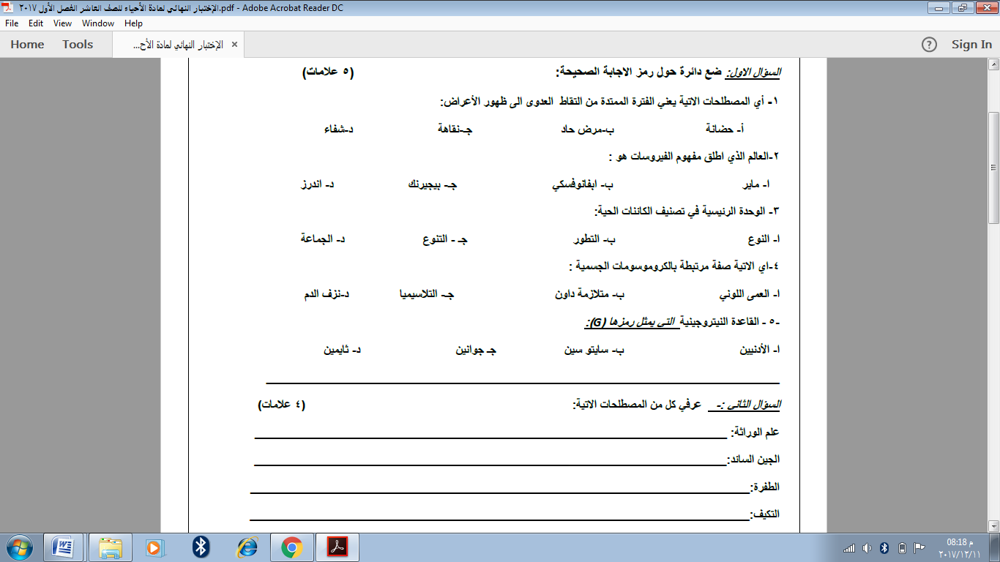 الإختبار النهائي لمادة الأحياء للصف العاشر الفصل الأول ٢٠١٧.pdf - Adobe Acrobat Reader DC
File Edit View Window Help
Home Tools الإختبار النهائي لمادة الأح... × ? Sign In
السؤال الاول: ضع دائرة حول رمز الاجابة الصحيحة: (٥ علامات)
١- أي المصطلحات الاتية يعني الفترة الممتدة من التقاط العدوى الى ظهور الأعراض:
أ- حضانة ب-مرض حاد جـ-نقاهة د-شفاء
٢-العالم الذي اطلق مفهوم الفيروسات هو :
ا- ماير ب- ايفانوفسكي جـ- بيجيرنك د- اندرز
٣- الوحدة الرئيسية في تصنيف الكائنات الحية:
ا- النوع ب- التطور جـ - التنوع د- الجماعة
٤-اي الاتية صفة مرتبطة بالكروموسومات الجسمية :
ا- العمى اللوني ب- متلازمة داون جـ- التلاسيميا د-نزف الدم
-٥ - القاعدة النيتروجينية التي يمثل رمزها (G):
ا- الأدنيين ب- سايتو سين جـ جوانين د- ثايمين
السؤال الثاني :- عرفي كل من المصطلحات الاتية: (٤ علامات)
علم الوراثة:
الجين السائد:
الطفرة:
التكيف:
08:18 م
٢٠١٧/١٢/١١